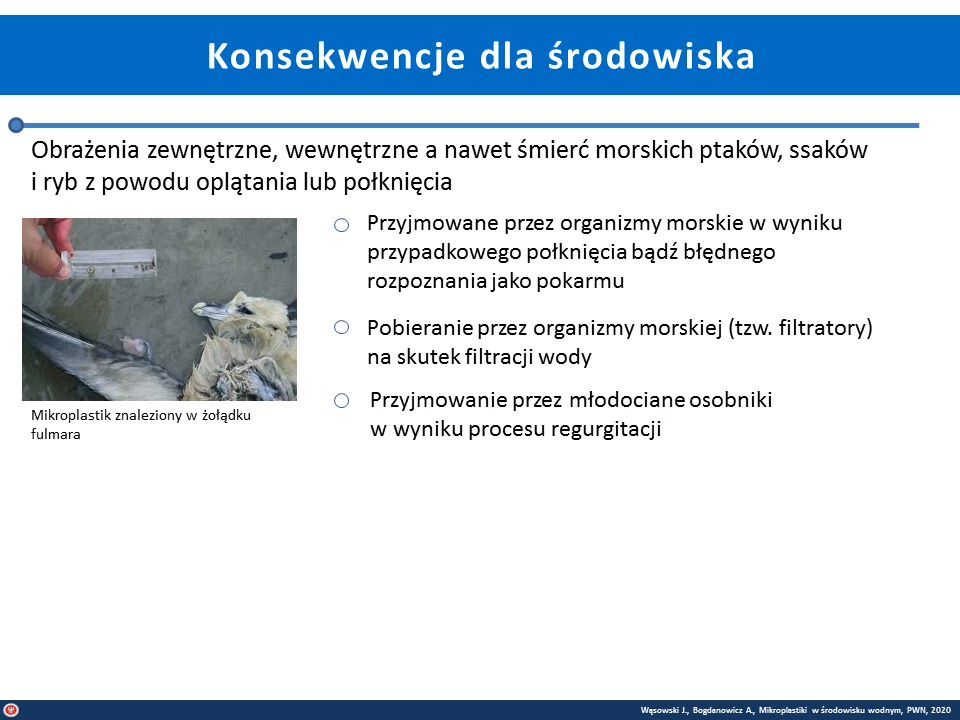 Konsekwencje dla środowiska
Obrażenia zewnętrzne, wewnętrzne a nawet śmierć morskich ptaków, ssaków
i ryb z powodu oplątania lub połknięcia
Przyjmowane przez organizmy morskie w wyniku
przypadkowego połknięcia bądź błędnego
rozpoznania jako pokarmu
Pobieranie przez organizmy morskiej (tzw. filtratory)
na skutek filtracji wody
Przyjmowanie przez młodociane osobniki
w wyniku procesu regurgitacji
Mikroplastik znaleziony w żołądku
fulmara
Wąsowski J., Bogdanowicz A., Mikroplastiki w środowisku wodnym, PWN, 2020